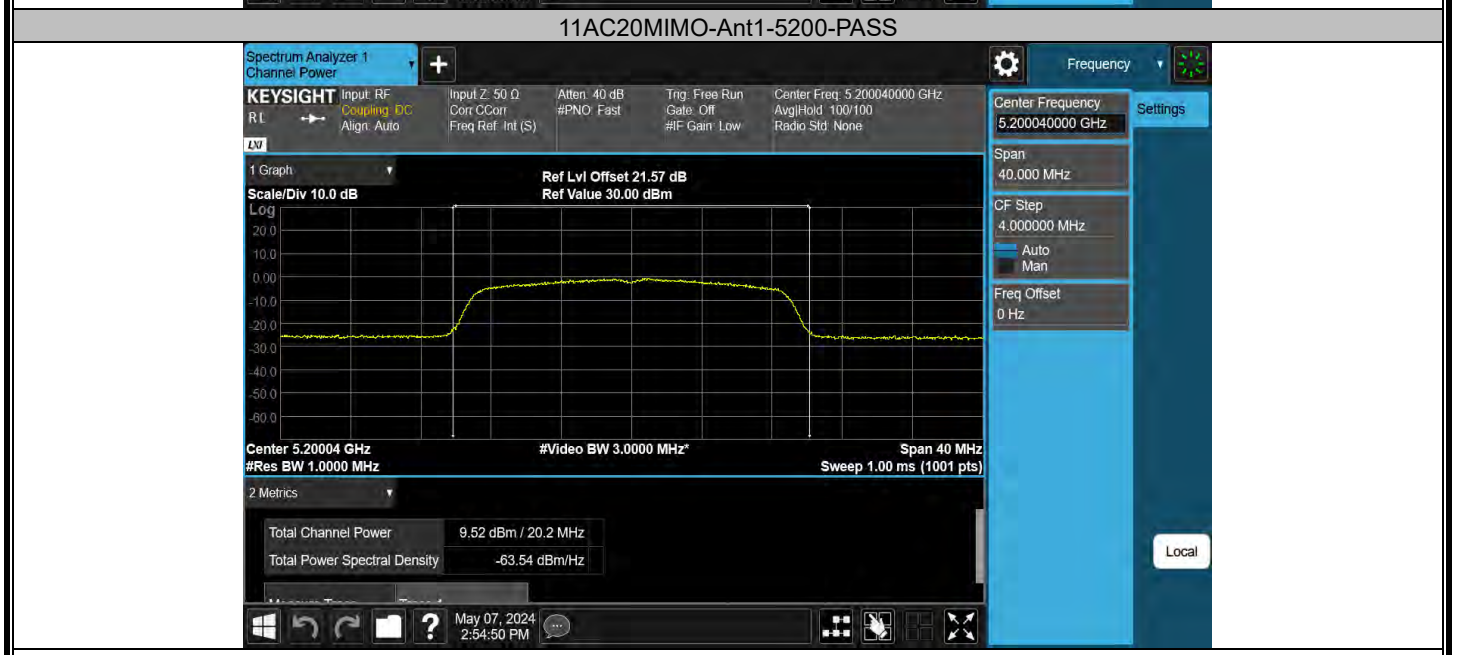 11AC20MIMO-Ant1-5200-PASS
Spectrum Analyzer 1
Channel Power
+
Frequency
KEYSIGHT
Input: RF
Coupling: DC
Align: Auto
Input Z: 50 Ω
Corr CCorr
Freq Ref: Int (S)
Atten: 40 dB
#PNO: Fast
Trig: Free Run
Gate: Off
#IF Gain: Low
Center Freq: 5.200040000 GHz
Avg|Hold: 100/100
Radio Std: None
RL
LXI
Center Frequency
5.200040000 GHz
Settings
Span
40.000 MHz
CF Step
4.000000 MHz
Auto
Man
Freq Offset
0 Hz
1 Graph
Ref Lvl Offset 21.57 dB
Scale/Div 10.0 dB
Ref Value 30.00 dBm
Log
20.0
10.0
0.00
-10.0
-20.0
-30.0
-40.0
-50.0
-60.0
Center 5.20004 GHz
#Video BW 3.0000 MHz*
Span 40 MHz
#Res BW 1.0000 MHz
Sweep 1.00 ms (1001 pts)
2 Metrics
Total Channel Power 9.52 dBm / 20.2 MHz
Total Power Spectral Density -63.54 dBm/Hz
Local
?
May 07, 2024
2:54:50 PM